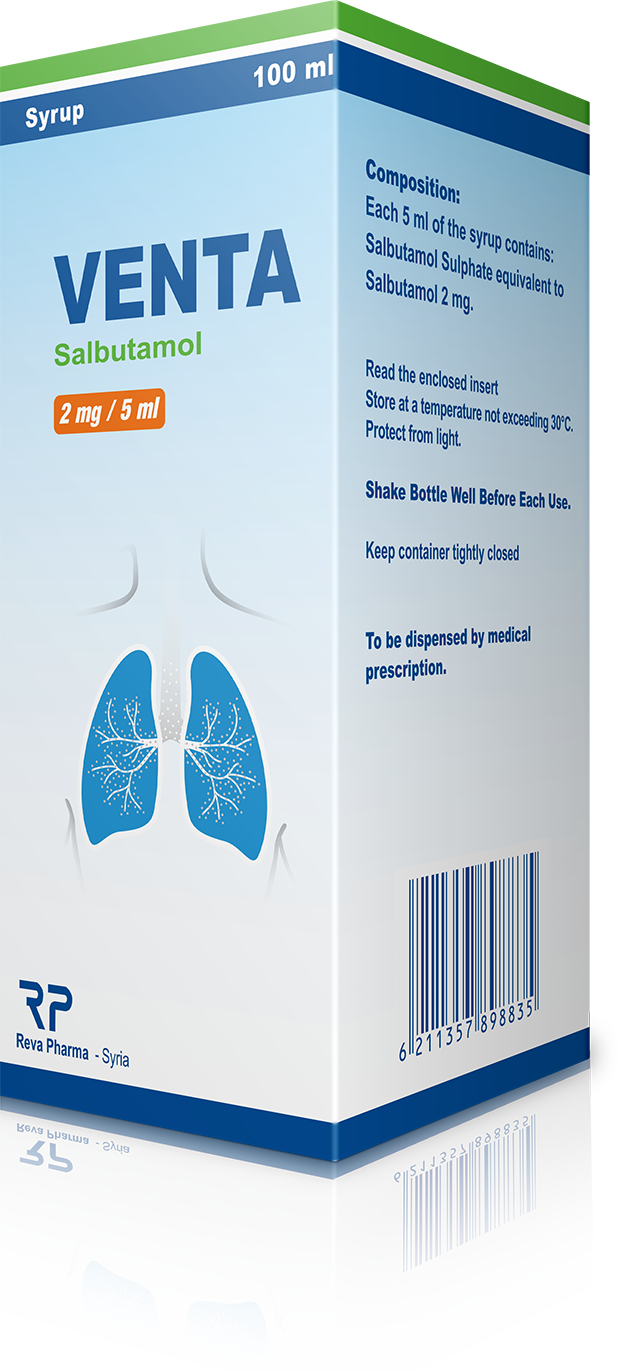 Syrup
100 ml
VENTA
Salbutamol
2 mg / 5 ml
RP
Reva Pharma - Syria
Composition:
Each 5 ml of the syrup contains:
Salbutamol Sulphate equivalent to
Salbutamol 2 mg.
Read the enclosed insert
Store at a temperature not exceeding 30°C.
Protect from light.
Shake Bottle Well Before Each Use.
Keep container tightly closed
To be dispensed by medical
prescription.
6 211357 898835